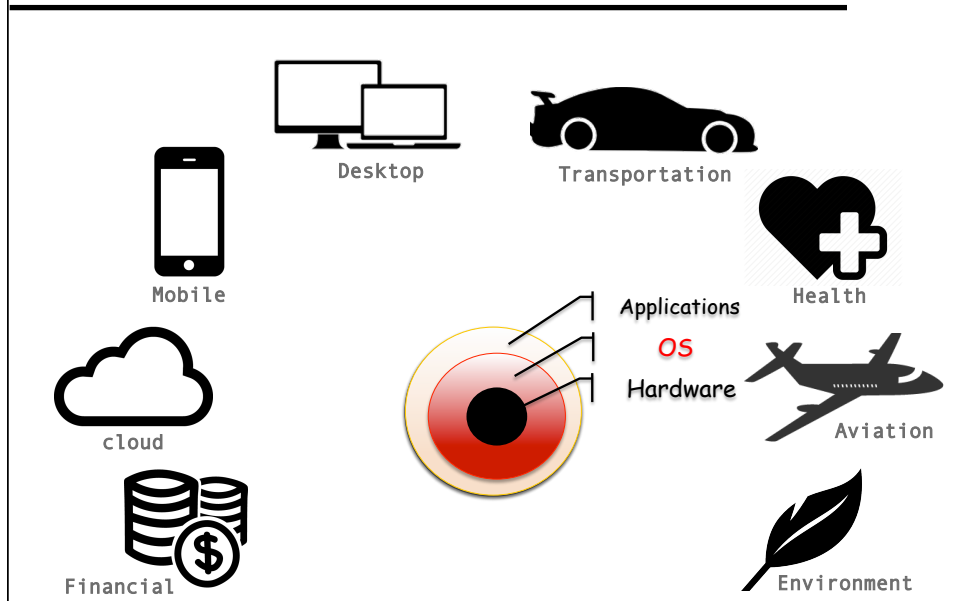 Desktop
Transportation
Mobile
Health
Applications
OS
Hardware
cloud
Aviation
$
Financial
Environment